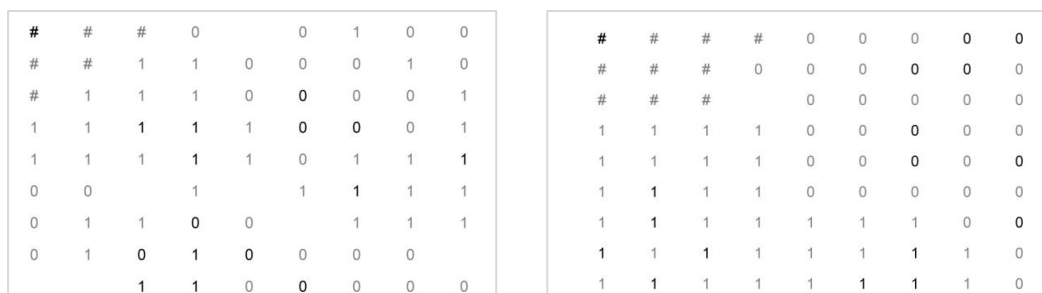 # # # 0 0 1 0 0
# # 1 1 0 0 0 1 0
# 1 1 1 0 0 0 0 1
1 1 1 1 1 0 0 0 1
1 1 1 1 1 0 1 1 1
0 0 1 1 1 1 1
0 1 1 0 0 1 1 1
0 1 0 1 0 0 0 0
1 1 0 0 0 0 0
# # # # 0 0 0 0 0
# # # 0 0 0 0 0 0
# # # 0 0 0 0 0
1 1 1 1 0 0 0 0 0
1 1 1 1 0 0 0 0 0
1 1 1 1 0 0 0 0 0
1 1 1 1 1 1 1 0 0
1 1 1 1 1 1 1 1 0
1 1 1 1 1 1 1 1 0